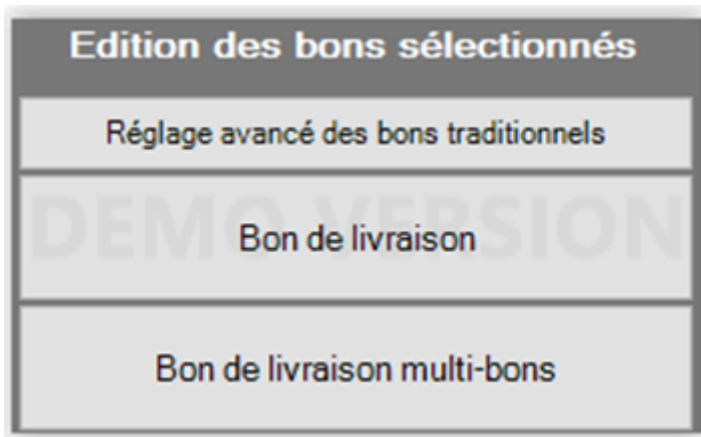 Edition des bons sélectionnés
Réglage avancé des bons traditionnels
DEMO VERSION
Bon de livraison
Bon de livraison multi-bons